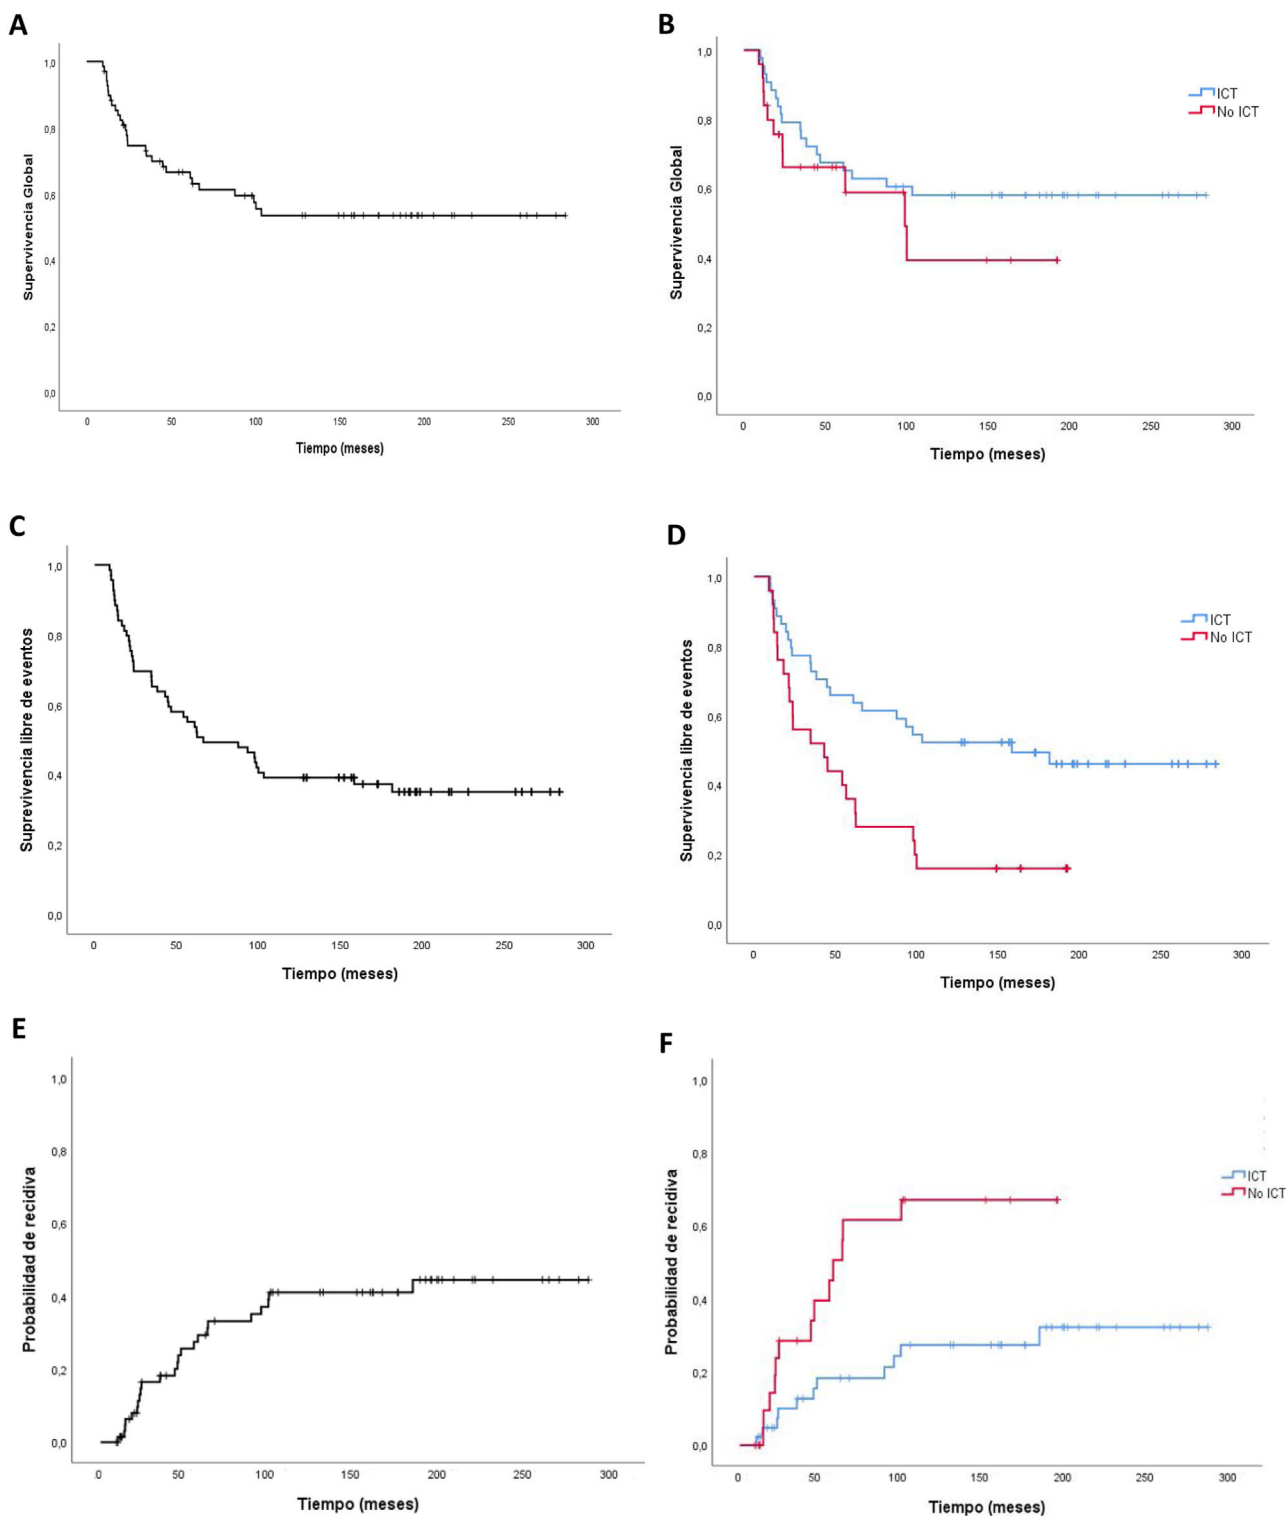 A
Supervivencia Global
1,0
0,8
0,6
0,4
0,2
0,0
0 50 100 150 200 250 300
Tiempo (meses)
B
Supervivencia Global
1,0
0,8
0,6
0,4
0,2
0,0
ICT
No ICT
0 50 100 150 200 250 300
Tiempo (meses)
C
Suprevivencia libre de eventos
1,0
0,8
0,6
0,4
0,2
0,0
0 50 100 150 200 250 300
Tiempo (meses)
D
Supervivencia libre de eventos
1,0
0,8
0,6
0,4
0,2
0,0
ICT
No ICT
0 50 100 150 200 250 300
Tiempo (meses)
E
Probabilidad de recidiva
1,0
0,8
0,6
0,4
0,2
0,0
0 50 100 150 200 250 300
Tiempo (meses)
F
Probabilidad de recidiva
1,0
0,8
0,6
0,4
0,2
0,0
ICT
No ICT
0 50 100 150 200 250 300
Tiempo (meses)